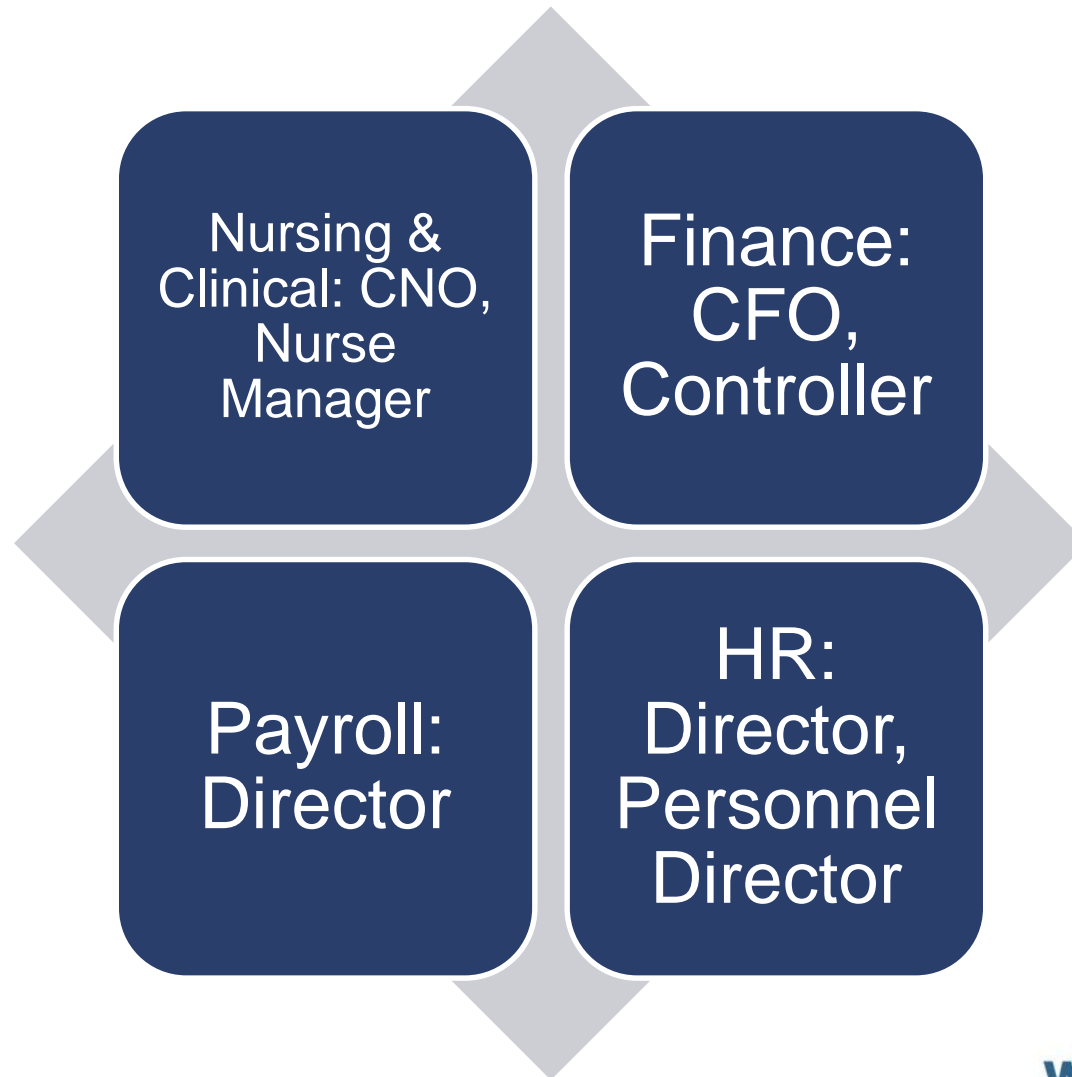 Nursing &
Clinical: CNO,
Nurse
Manager
Finance:
CFO,
Controller
Payroll:
Director
HR:
Director,
Personnel
Director